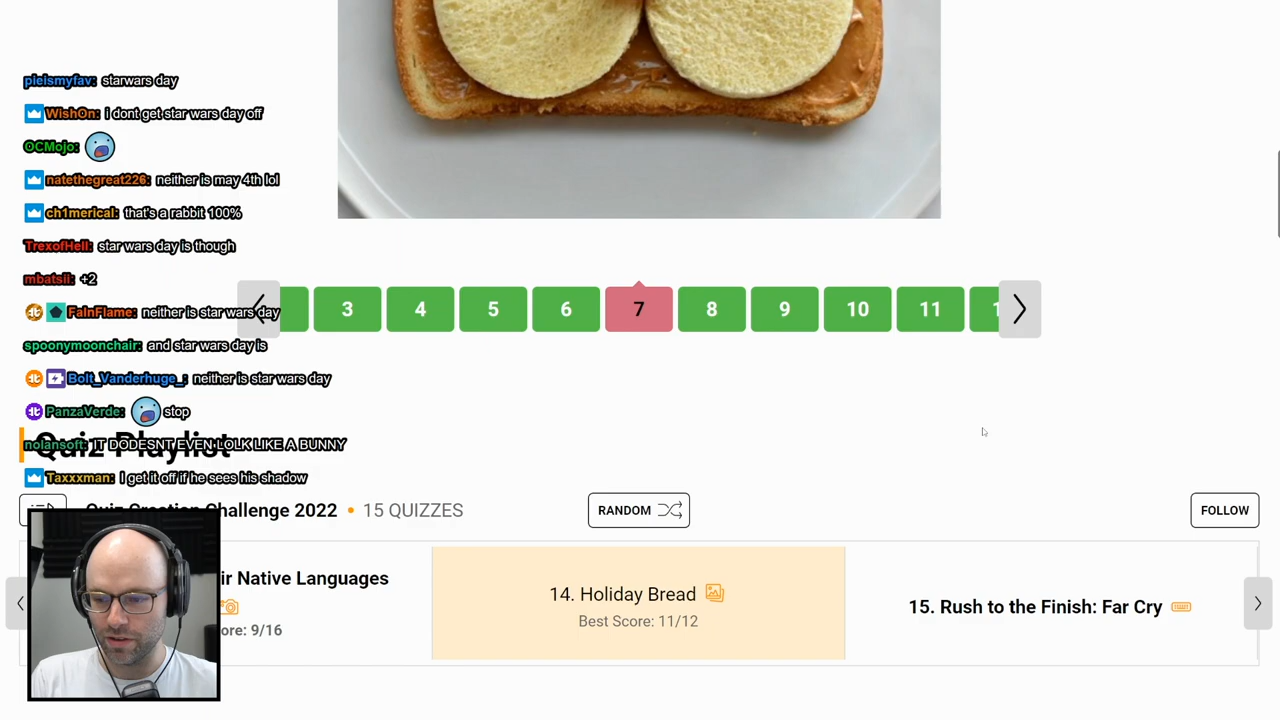 pieismyfav: starwars day
WishOn: i dont get star wars day off
OCMojo:
natethegreat226: neither is may 4th lol
ch1merical: that's a rabbit 100%
TrexofHell: star wars day is though
mbatsii: +2
FaInFlame: neither is star wars day
3 4 5 6 7 8 9 10 11 1
spoonymoonchair: and star wars day is
Bolt_Vanderhuge_: neither is star wars day
PanzaVerde: stop
Quiz Playlist
nolansoft: IT DODESNT EVEN LOLK LIKE A BUNNY
Taxxxman: I get it off if he sees his shadow
Quiz Creation Challenge 2022 • 15 QUIZZES
RANDOM
FOLLOW
ir Native Languages
ore: 9/16
14. Holiday Bread
Best Score: 11/12
15. Rush to the Finish: Far Cry